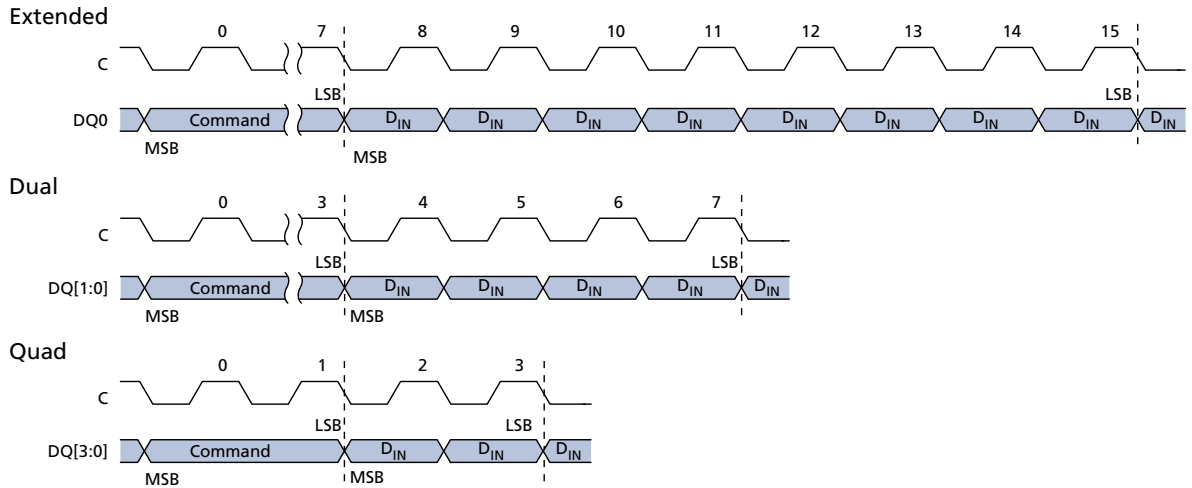 Extended
0 7 8 9 10 11 12 13 14 15
C
LSB LSB
DQ0 Command DIN DIN DIN DIN DIN DIN DIN DIN DIN
MSB MSB
Dual
0 3 4 5 6 7
C
LSB LSB
DQ[1:0] Command DIN DIN DIN DIN DIN
MSB MSB
Quad
0 1 2 3
C
LSB LSB
DQ[3:0] Command DIN DIN DIN
MSB MSB